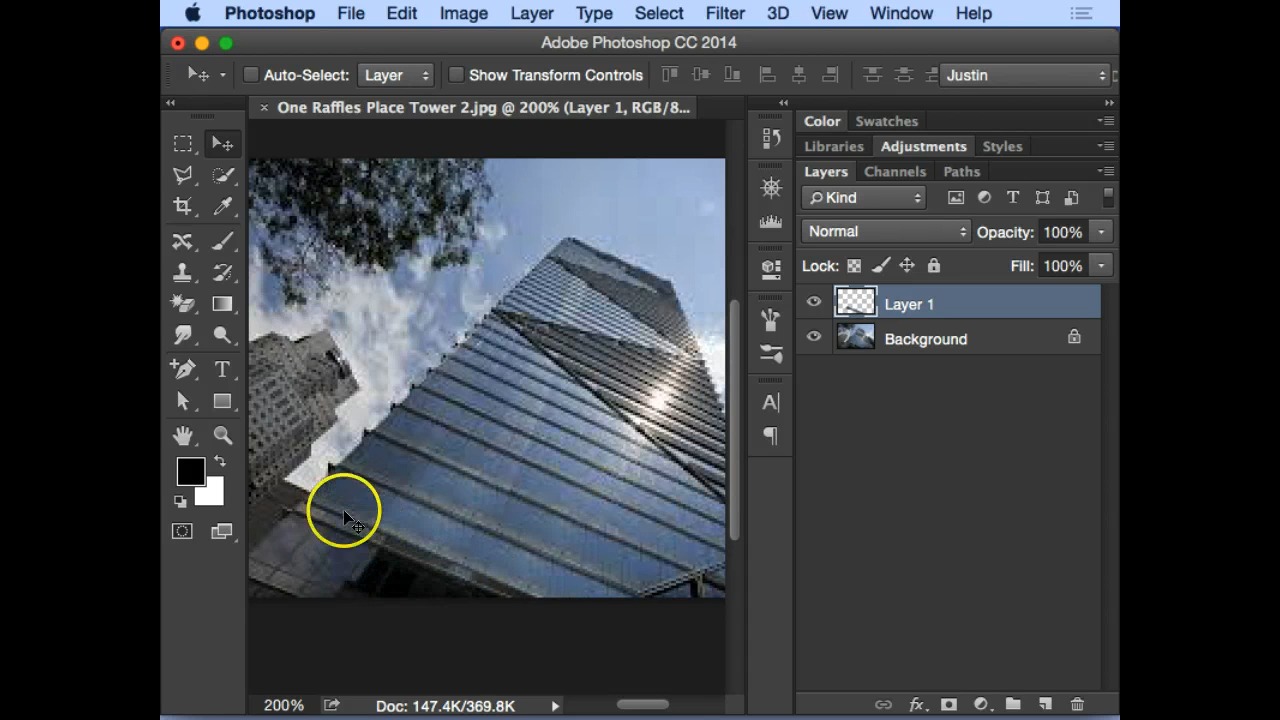 Photoshop File Edit Image Layer Type Select Filter 3D View Window Help
Adobe Photoshop CC 2014
Auto-Select: Layer Show Transform Controls Justin
One Raffles Place Tower 2.jpg @ 200% (Layer 1, RGB/8...
Color Swatches
Libraries Adjustments Styles
Layers Channels Paths
Kind
Normal Opacity: 100%
Lock: Fill: 100%
Layer 1
Background
200% Doc: 147.4K/369.8K